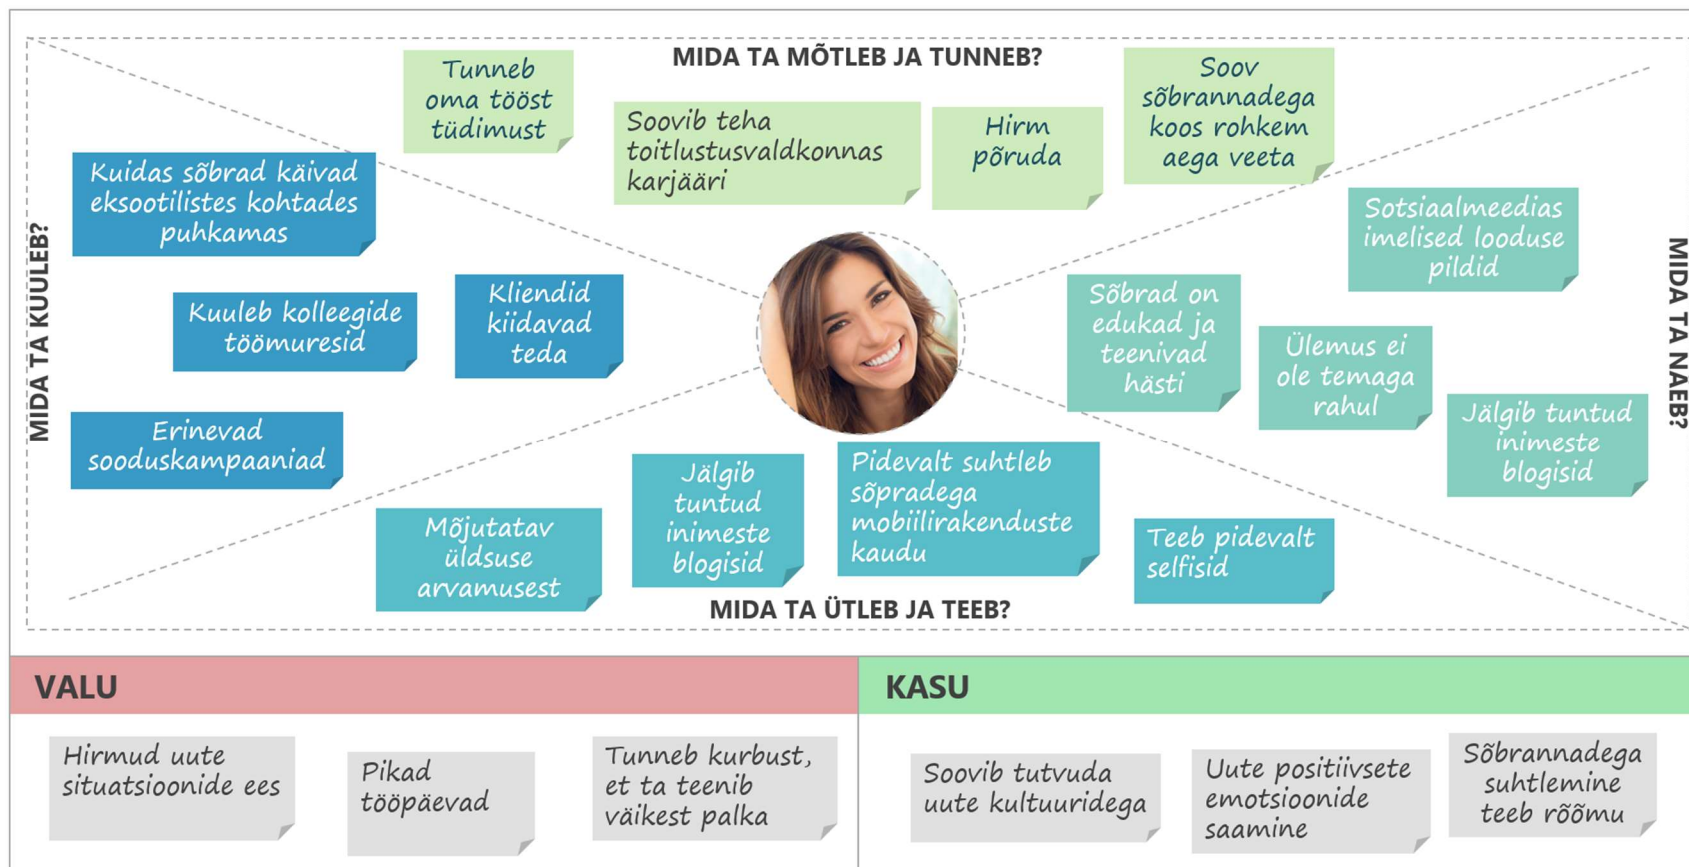 MIDA TA MÕTLEB JA TUNNEB?
Tunneb
oma tööst
tüdimust
Soovib teha
toitlustusvaldkonnas
karjääri
Hirm
põruda
Soov
sõbrannadega
koos rohkem
aega veeta
MIDA TA KUULEB?
Kuidas sõbrad käivad
eksootilistes kohtades
puhkamas
Kuuleb kolleegide
töömuresid
Kliendid
kiidavad
teda
Erinevad
sooduskampaaniad
MIDA TA NAEB?
Sotsiaalmeedias
imelised looduse
pildid
Sõbrad on
edukad ja
teenivad
hästi
Ülemus ei
ole temaga
rahul
Jälgib tuntud
inimeste
blogisid
Mõjutatav
üldsuse
arvamusest
Jälgib
tuntud
inimeste
blogisid
Pidevalt suhtleb
sõpradega
mobiilirakenduste
kaudu
Teeb pidevalt
selfisid
MIDA TA ÜTLEB JA TEEB?
VALU
Hirmud uute
situatsioonide ees
Pikad
tööpäevad
Tunneb kurbust,
et ta teenib
väikest palka
KASU
Soovib tutvuda
uute kultuuridega
Uute positiivsete
emotsioonide
saamine
Sõbrannadega
suhtlemine
teeb rõõmu